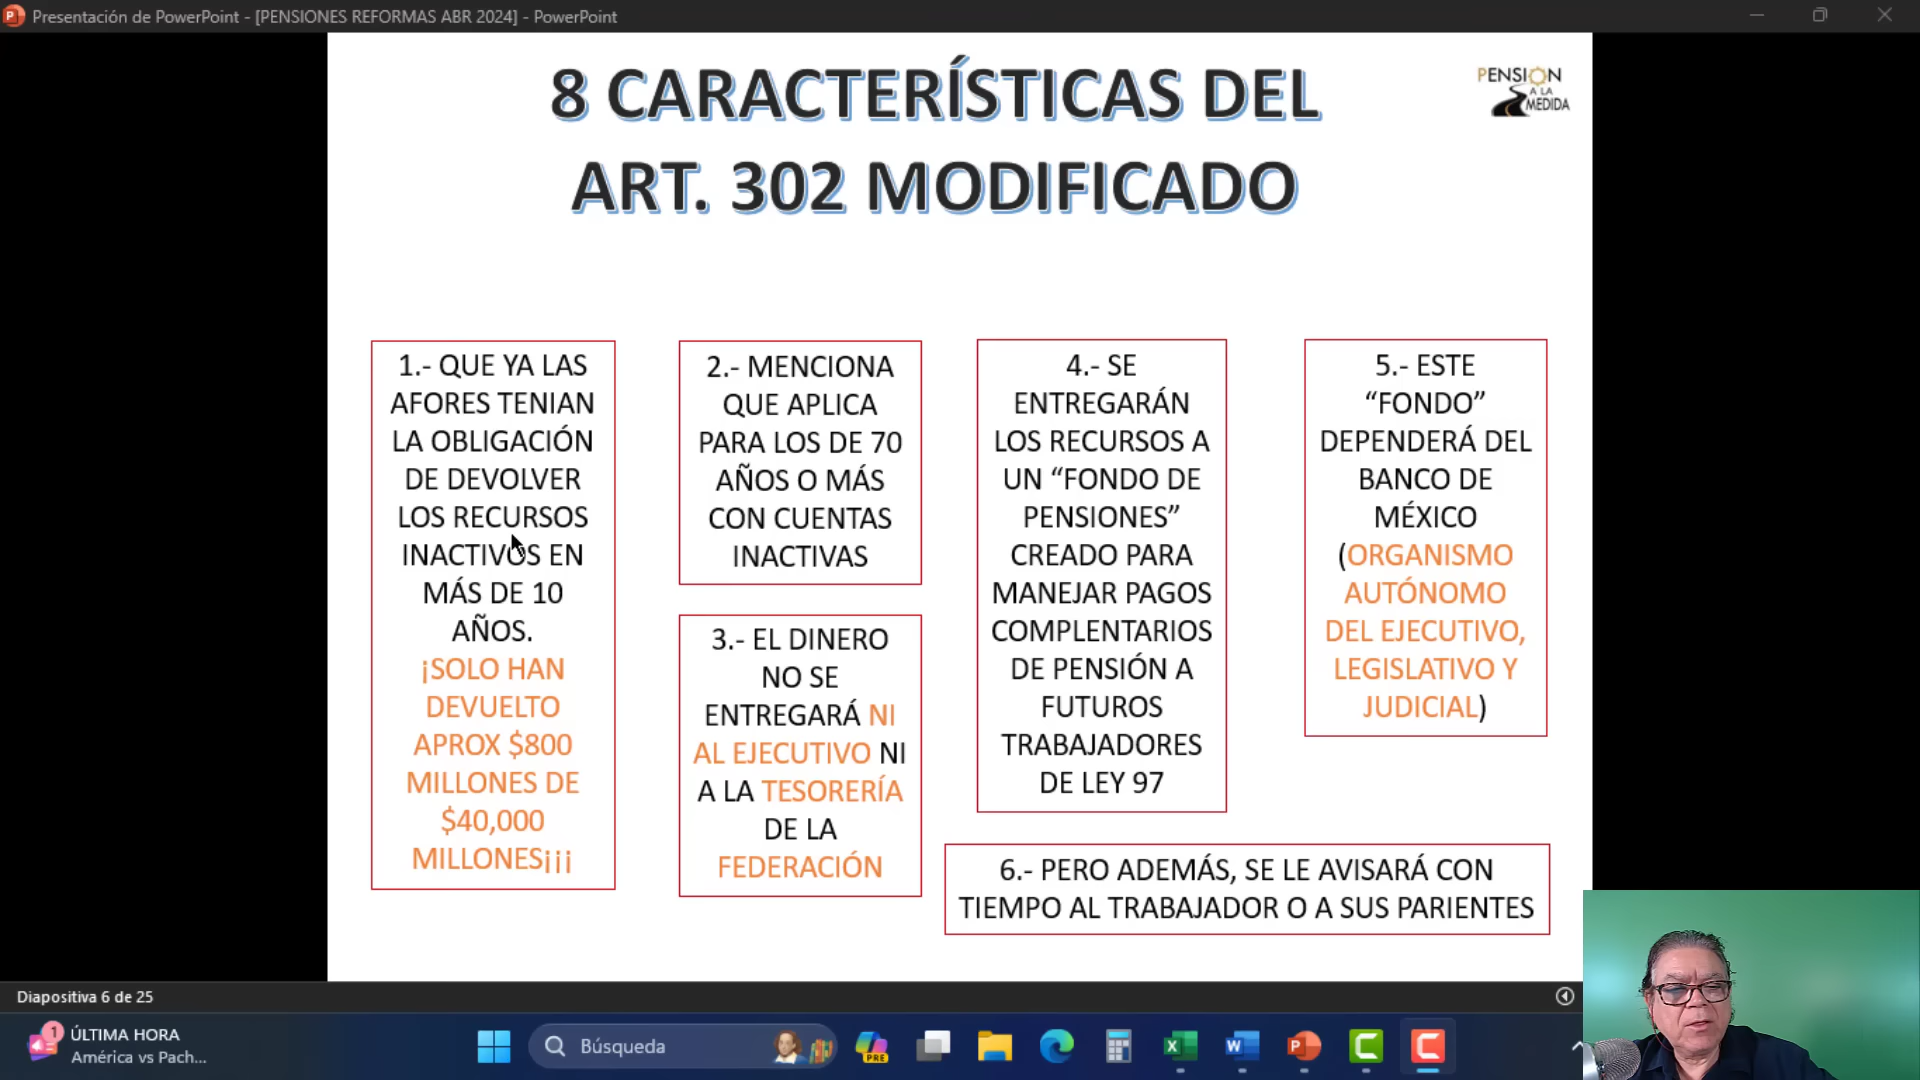 Presentación de PowerPoint - [PENSIONES REFORMAS ABR 2024] - PowerPoint
8 CARACTERÍSTICAS DEL
ART. 302 MODIFICADO
PENSION
A LA
MEDIDA
1.- QUE YA LAS
AFORES TENIAN
LA OBLIGACIÓN
DE DEVOLVER
LOS RECURSOS
INACTIVOS EN
MÁS DE 10
AÑOS.
¡SOLO HAN
DEVUELTO
APROX $800
MILLONES DE
$40,000
MILLONES¡¡¡
2.- MENCIONA
QUE APLICA
PARA LOS DE 70
AÑOS O MÁS
CON CUENTAS
INACTIVAS
3.- EL DINERO
NO SE
ENTREGARÁ NI
AL EJECUTIVO NI
A LA TESORERÍA
DE LA
FEDERACIÓN
4.- SE
ENTREGARÁN
LOS RECURSOS A
UN “FONDO DE
PENSIONES”
CREADO PARA
MANEJAR PAGOS
COMPLENTARIOS
DE PENSIÓN A
FUTUROS
TRABAJADORES
DE LEY 97
5.- ESTE
“FONDO”
DEPENDERÁ DEL
BANCO DE
MÉXICO
(ORGANISMO
AUTÓNOMO
DEL EJECUTIVO,
LEGISLATIVO Y
JUDICIAL)
6.- PERO ADEMÁS, SE LE AVISARÁ CON
TIEMPO AL TRABAJADOR O A SUS PARIENTES
Diapositiva 6 de 25
1
ÚLTIMA HORA
América vs Pach...
Búsqueda
PRE